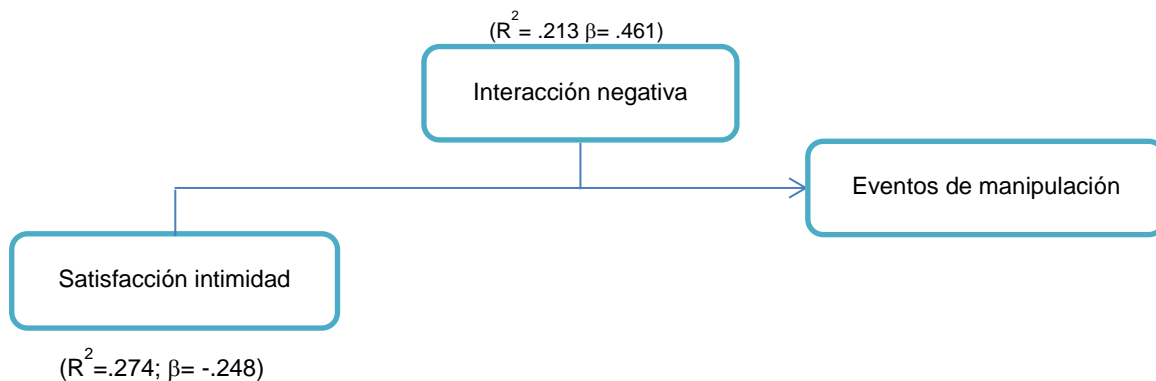 (R²= .213 β= .461)
Interacción negativa
Eventos de manipulación
Satisfacción intimidad
(R²=.274; β= -.248)